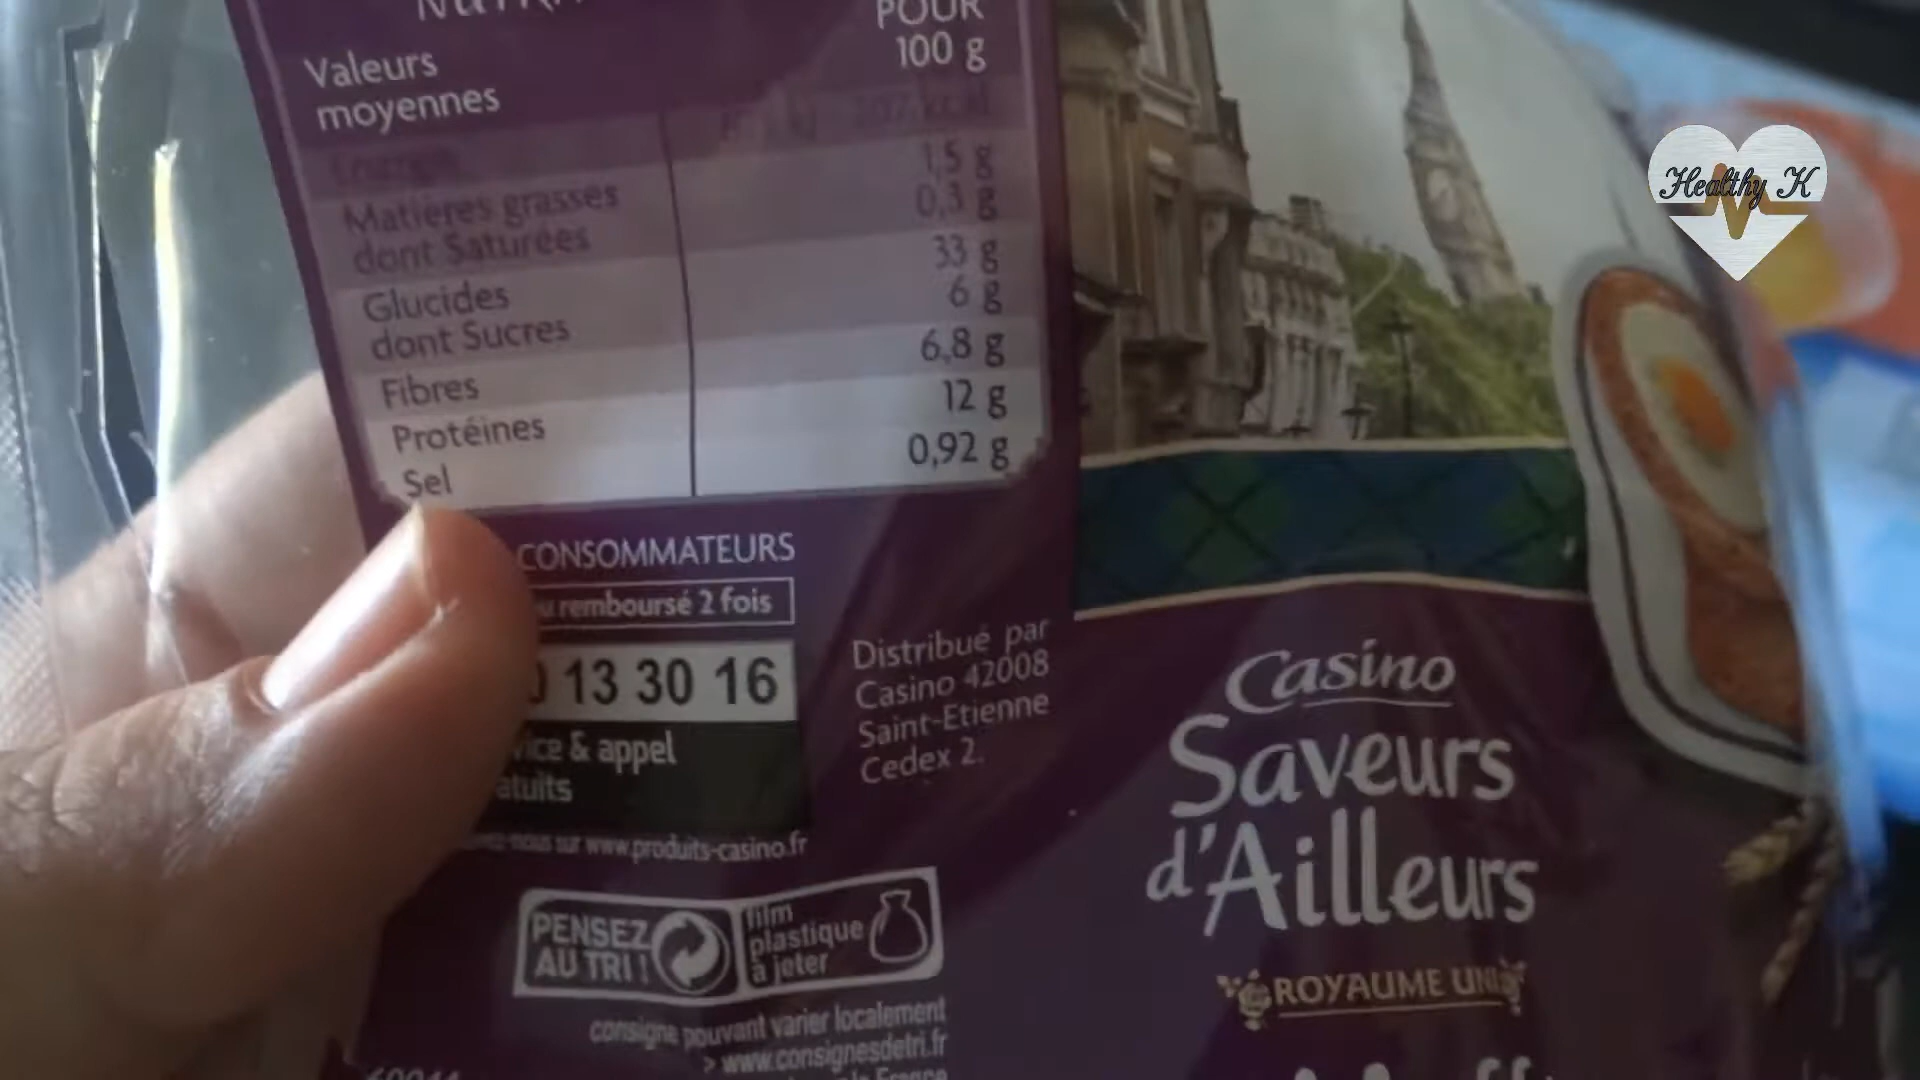 POUR
100 g
Valeurs
moyennes
207 kcal
1,5 g
Matières grasses
0,3 g
dont Saturées
33 g
Glucides
6 g
dont Sucres
6,8 g
Fibres
12 g
Protéines
0,92 g
Sel
CONSOMMATEURS
remboursé 2 fois
13 30 16
& appel
Distribué par
Casino 42008
Saint-Etienne
Cedex 2.
sur www.produits-casino.fr
PENSEZ
AU TRI !
film
plastique
à jeter
consigne pouvant varier localement
> www.consignesdetri.fr
Casino
Saveurs
d'Ailleurs
ROYAUME UNI
Healthy K